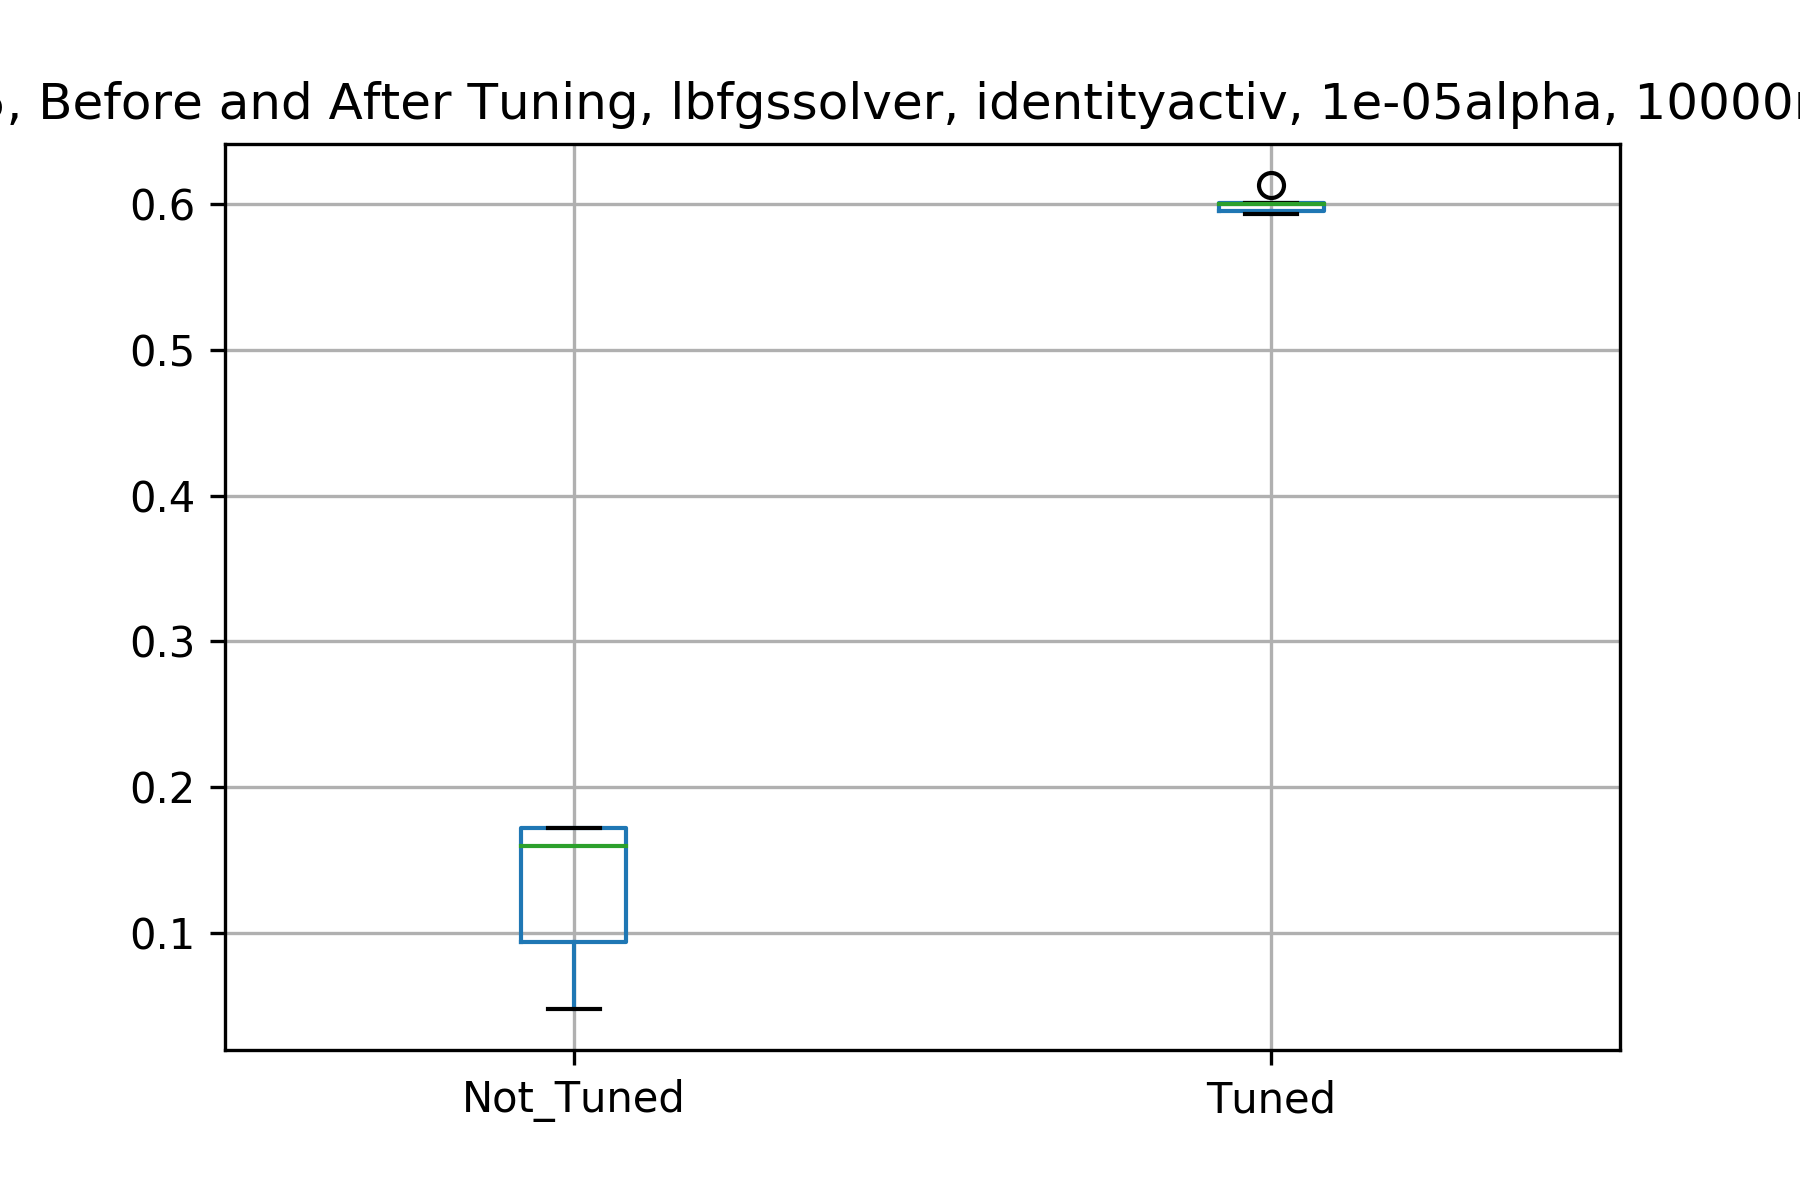 , Before and After Tuning, lbfgssolver, identityactiv, 1e-05alpha, 10000
0.6
0.5
0.4
0.3
0.2
0.1
Not_Tuned
Tuned